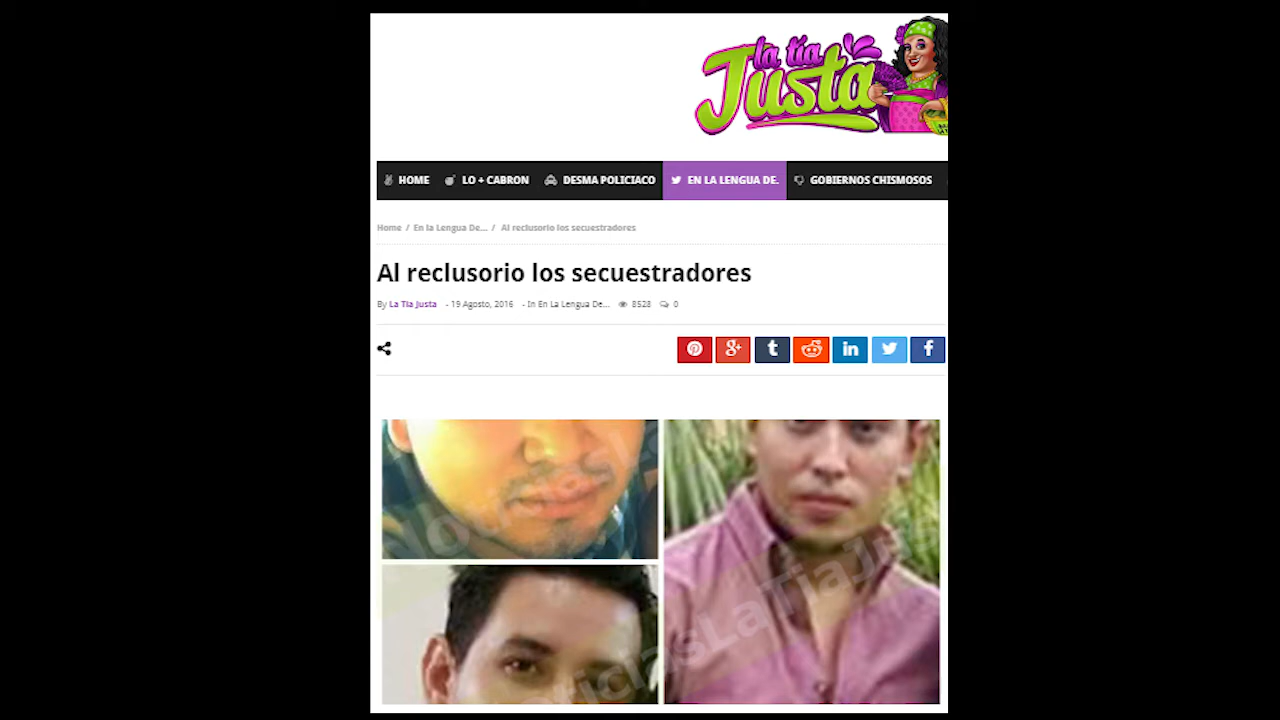 la tía
Justa
HOME LO + CABRON DESMA POLICIACO EN LA LENGUA DE. GOBIERNOS CHISMOSOS
Home / En la Lengua De... / Al reclusorio los secuestradores
Al reclusorio los secuestradores
By La Tia Justa - 19 Agosto, 2016 - In En La Lengua De... 8528 0
NoticiasLaTiaJus